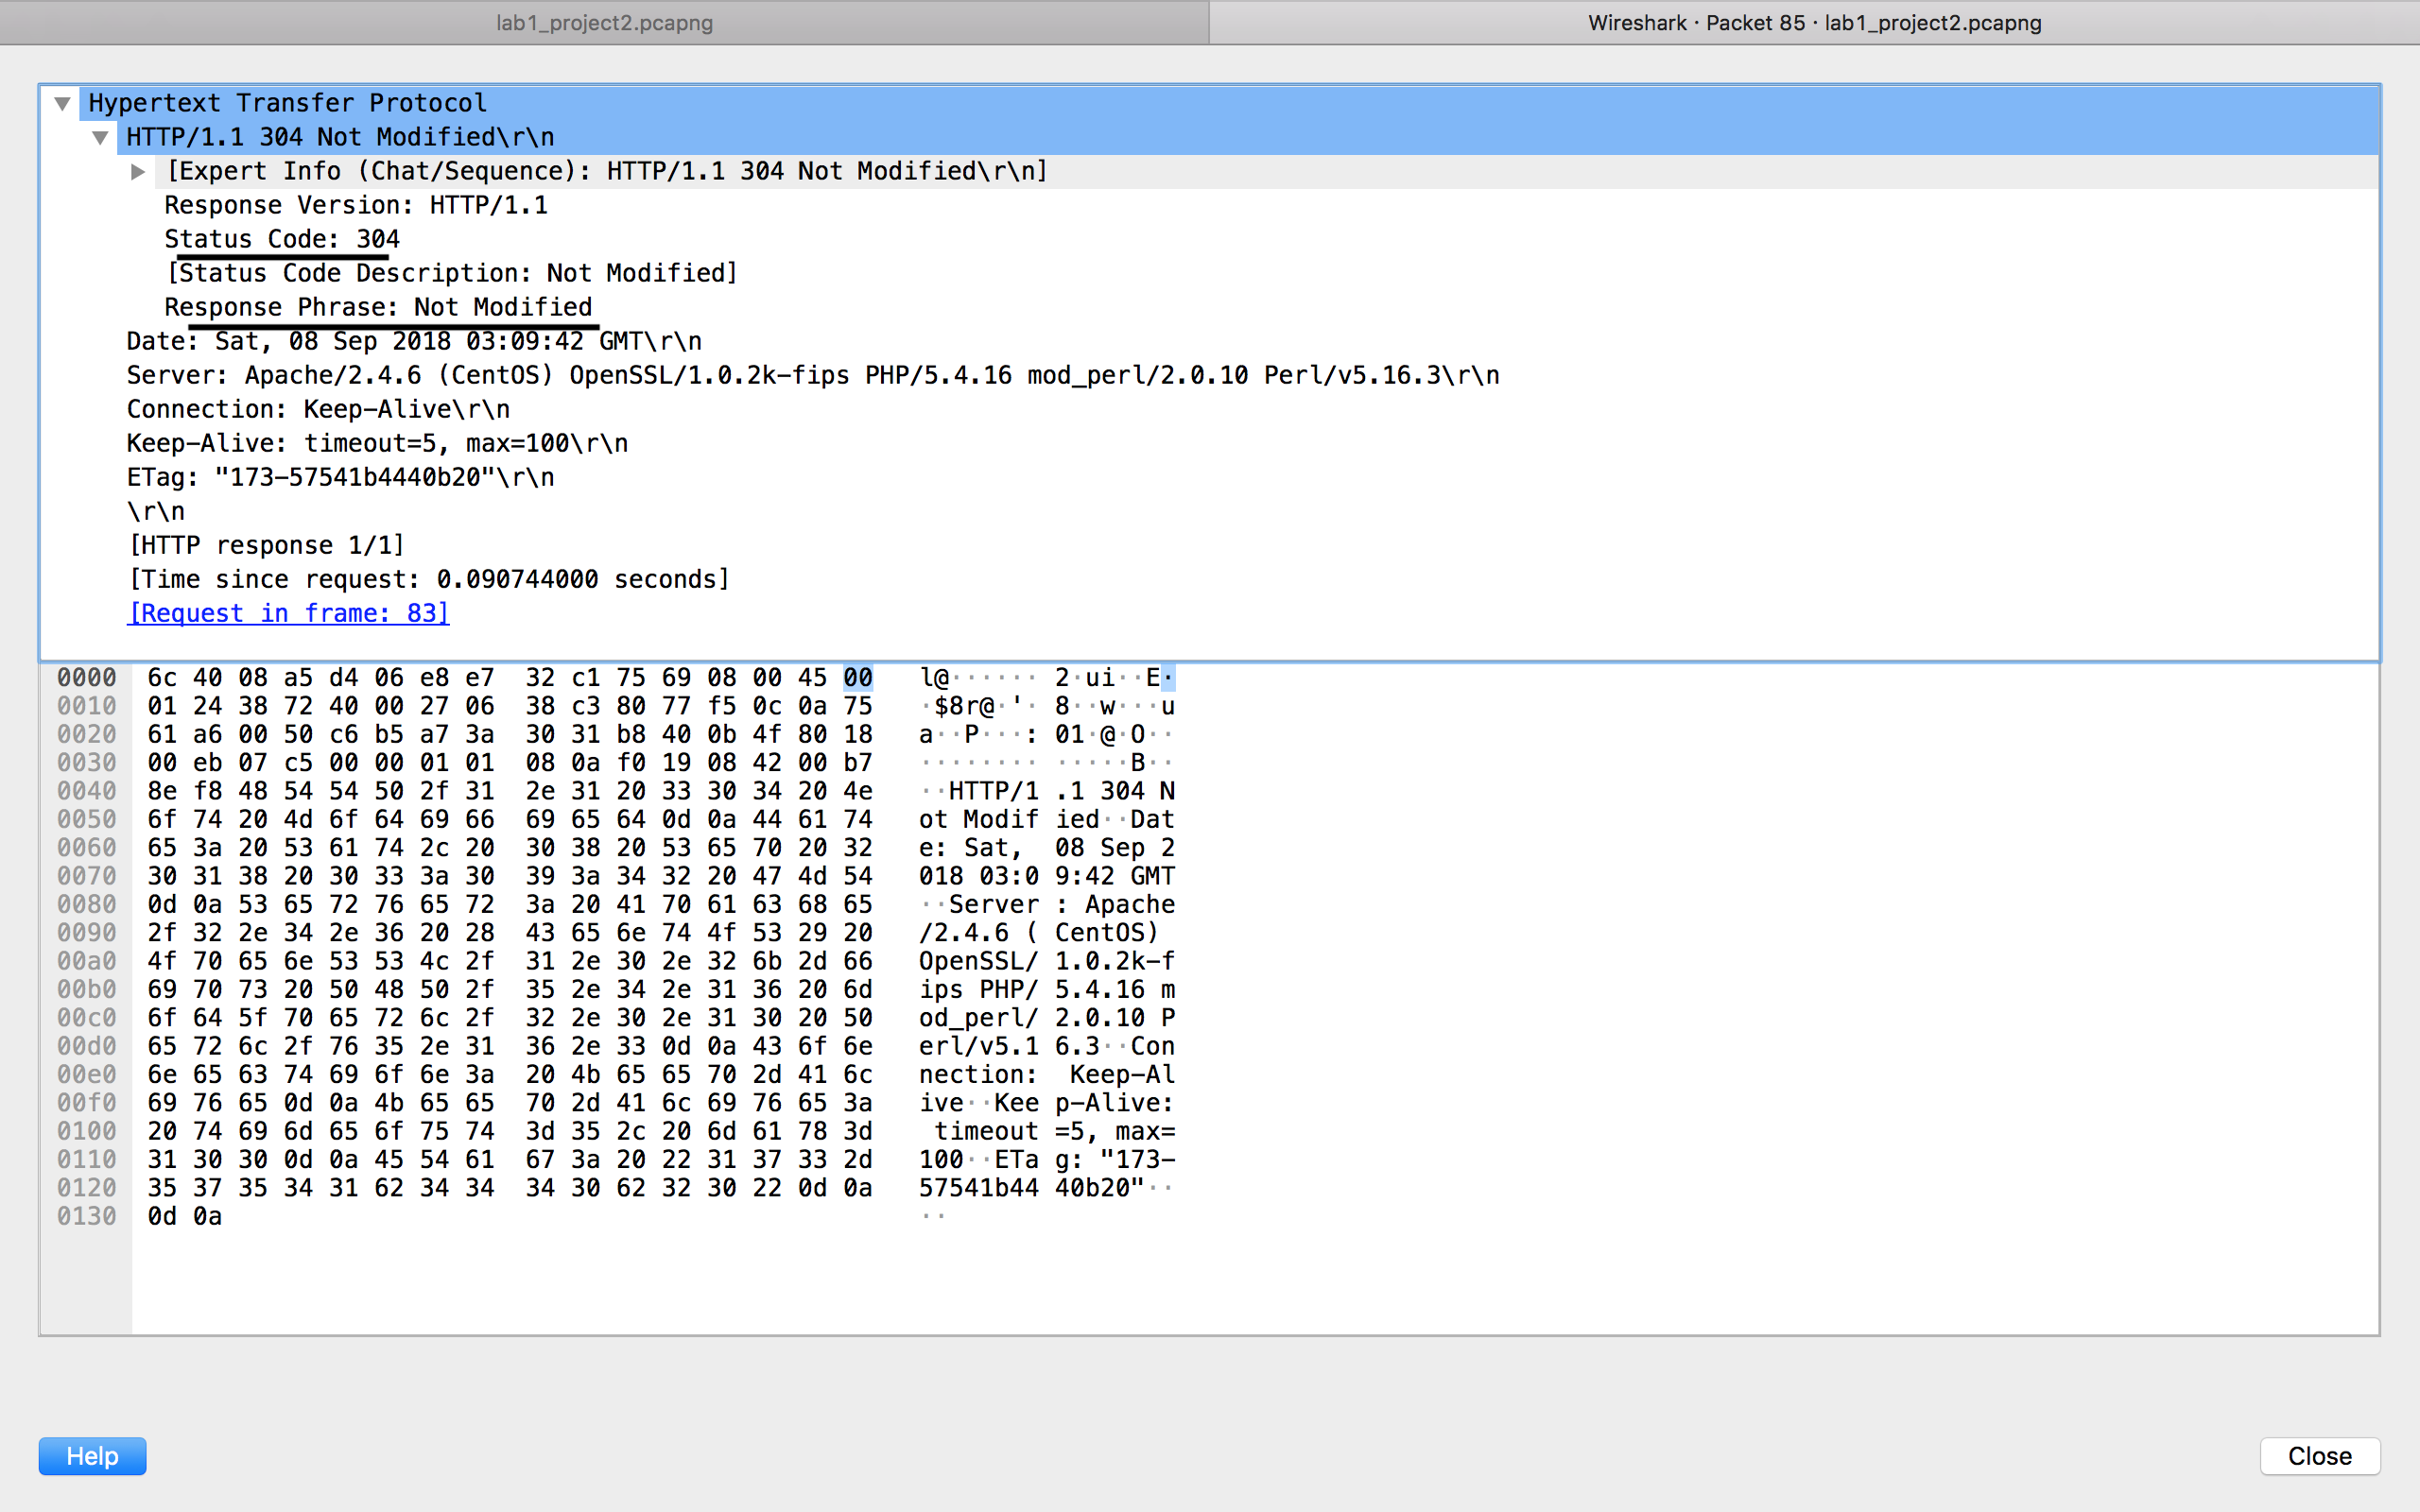 lab1_project2.pcapng
Wireshark · Packet 85 · lab1_project2.pcapng
Hypertext Transfer Protocol
HTTP/1.1 304 Not Modified\r\n
[Expert Info (Chat/Sequence): HTTP/1.1 304 Not Modified\r\n]
Response Version: HTTP/1.1
Status Code: 304
[Status Code Description: Not Modified]
Response Phrase: Not Modified
Date: Sat, 08 Sep 2018 03:09:42 GMT\r\n
Server: Apache/2.4.6 (CentOS) OpenSSL/1.0.2k-fips PHP/5.4.16 mod_perl/2.0.10 Perl/v5.16.3\r\n
Connection: Keep-Alive\r\n
Keep-Alive: timeout=5, max=100\r\n
ETag: "173-57541b4440b20"\r\n
\r\n
[HTTP response 1/1]
[Time since request: 0.090744000 seconds]
[Request in frame: 83]
0000 6c 40 08 a5 d4 06 e8 e7 32 c1 75 69 08 00 45 00 l@······ 2·ui··E·
0010 01 24 38 72 40 00 27 06 38 c3 80 77 f5 0c 0a 75 ·$8r@·'· 8··w···u
0020 61 a6 00 50 c6 b5 a7 3a 30 31 b8 40 0b 4f 80 18 a··P···: 01·@·O··
0030 00 eb 07 c5 00 00 01 01 08 0a f0 19 08 42 00 b7 ········ ·····B··
0040 8e f8 48 54 54 50 2f 31 2e 31 20 33 30 34 20 4e ··HTTP/1 .1 304 N
0050 6f 74 20 4d 6f 64 69 66 69 65 64 0d 0a 44 61 74 ot Modif ied··Dat
0060 65 3a 20 53 61 74 2c 20 30 38 20 53 65 70 20 32 e: Sat,  08 Sep 2
0070 30 31 38 20 30 33 3a 30 39 3a 34 32 20 47 4d 54 018 03:0 9:42 GMT
0080 0d 0a 53 65 72 76 65 72 3a 20 41 70 61 63 68 65 ··Server : Apache
0090 2f 32 2e 34 2e 36 20 28 43 65 6e 74 4f 53 29 20 /2.4.6 ( CentOS)
00a0 4f 70 65 6e 53 53 4c 2f 31 2e 30 2e 32 6b 2d 66 OpenSSL/ 1.0.2k-f
00b0 69 70 73 20 50 48 50 2f 35 2e 34 2e 31 36 20 6d ips PHP/ 5.4.16 m
00c0 6f 64 5f 70 65 72 6c 2f 32 2e 30 2e 31 30 20 50 od_perl/ 2.0.10 P
00d0 65 72 6c 2f 76 35 2e 31 36 2e 33 0d 0a 43 6f 6e erl/v5.1 6.3··Con
00e0 6e 65 63 74 69 6f 6e 3a 20 4b 65 65 70 2d 41 6c nection:  Keep-Al
00f0 69 76 65 0d 0a 4b 65 65 70 2d 41 6c 69 76 65 3a ive··Kee p-Alive:
0100 20 74 69 6d 65 6f 75 74 3d 35 2c 20 6d 61 78 3d  timeout =5, max=
0110 31 30 30 0d 0a 45 54 61 67 3a 20 22 31 37 33 2d 100··ETa g: "173-
0120 35 37 35 34 31 62 34 34 34 30 62 32 30 22 0d 0a 57541b44 40b20"··
0130 0d 0a ··
Help
Close